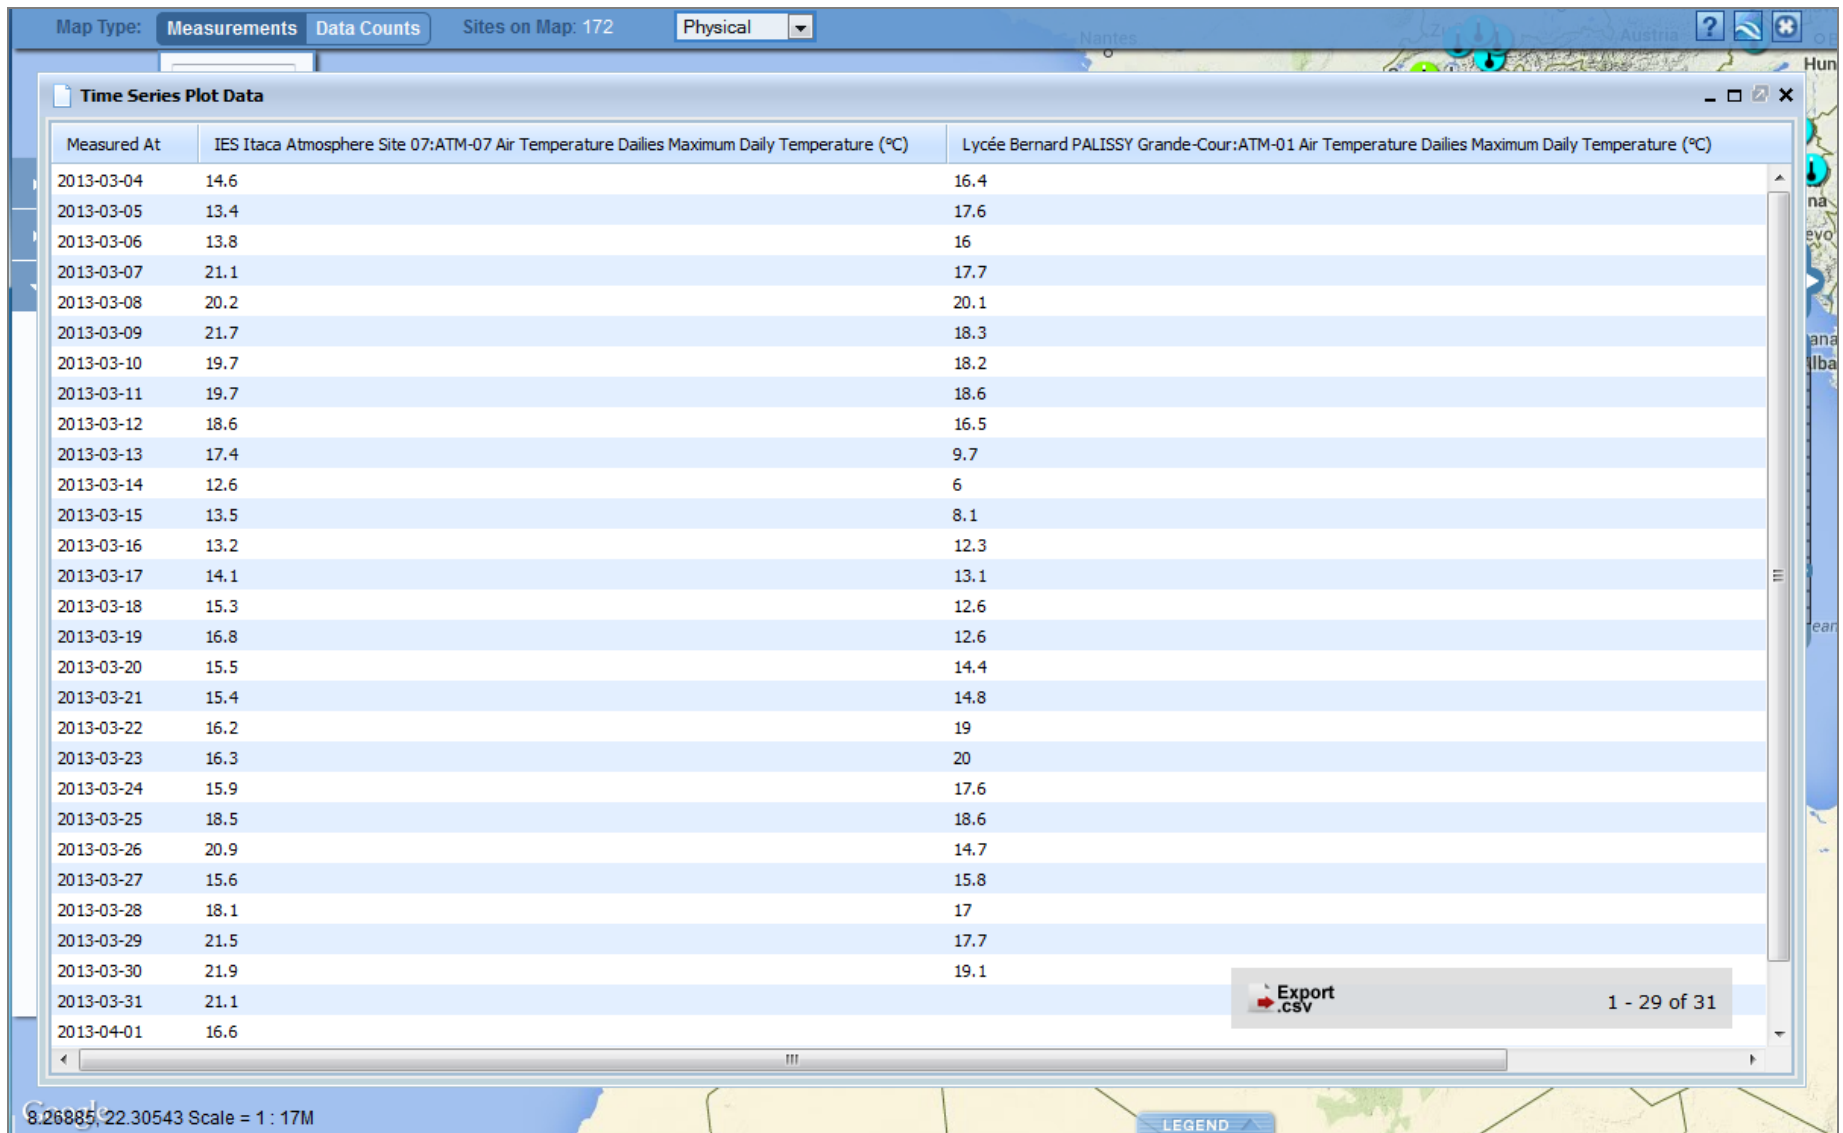 Map Type: Measurements Data Counts Sites on Map: 172 Physical
Nantes Austria
Hun
Time Series Plot Data
Measured At IES Itaca Atmosphere Site 07:ATM-07 Air Temperature Dailies Maximum Daily Temperature (ºC) Lycée Bernard PALISSY Grande-Cour:ATM-01 Air Temperature Dailies Maximum Daily Temperature (ºC)
2013-03-04 14.6 16.4
2013-03-05 13.4 17.6
2013-03-06 13.8 16
2013-03-07 21.1 17.7
2013-03-08 20.2 20.1
2013-03-09 21.7 18.3
2013-03-10 19.7 18.2
2013-03-11 19.7 18.6
2013-03-12 18.6 16.5
2013-03-13 17.4 9.7
2013-03-14 12.6 6
2013-03-15 13.5 8.1
2013-03-16 13.2 12.3
2013-03-17 14.1 13.1
2013-03-18 15.3 12.6
2013-03-19 16.8 12.6
2013-03-20 15.5 14.4
2013-03-21 15.4 14.8
2013-03-22 16.2 19
2013-03-23 16.3 20
2013-03-24 15.9 17.6
2013-03-25 18.5 18.6
2013-03-26 20.9 14.7
2013-03-27 15.6 15.8
2013-03-28 18.1 17
2013-03-29 21.5 17.7
2013-03-30 21.9 19.1
2013-03-31 21.1
2013-04-01 16.6
Export .csv 1 - 29 of 31
Google
8.26885, 22.30543 Scale = 1 : 17M
LEGEND